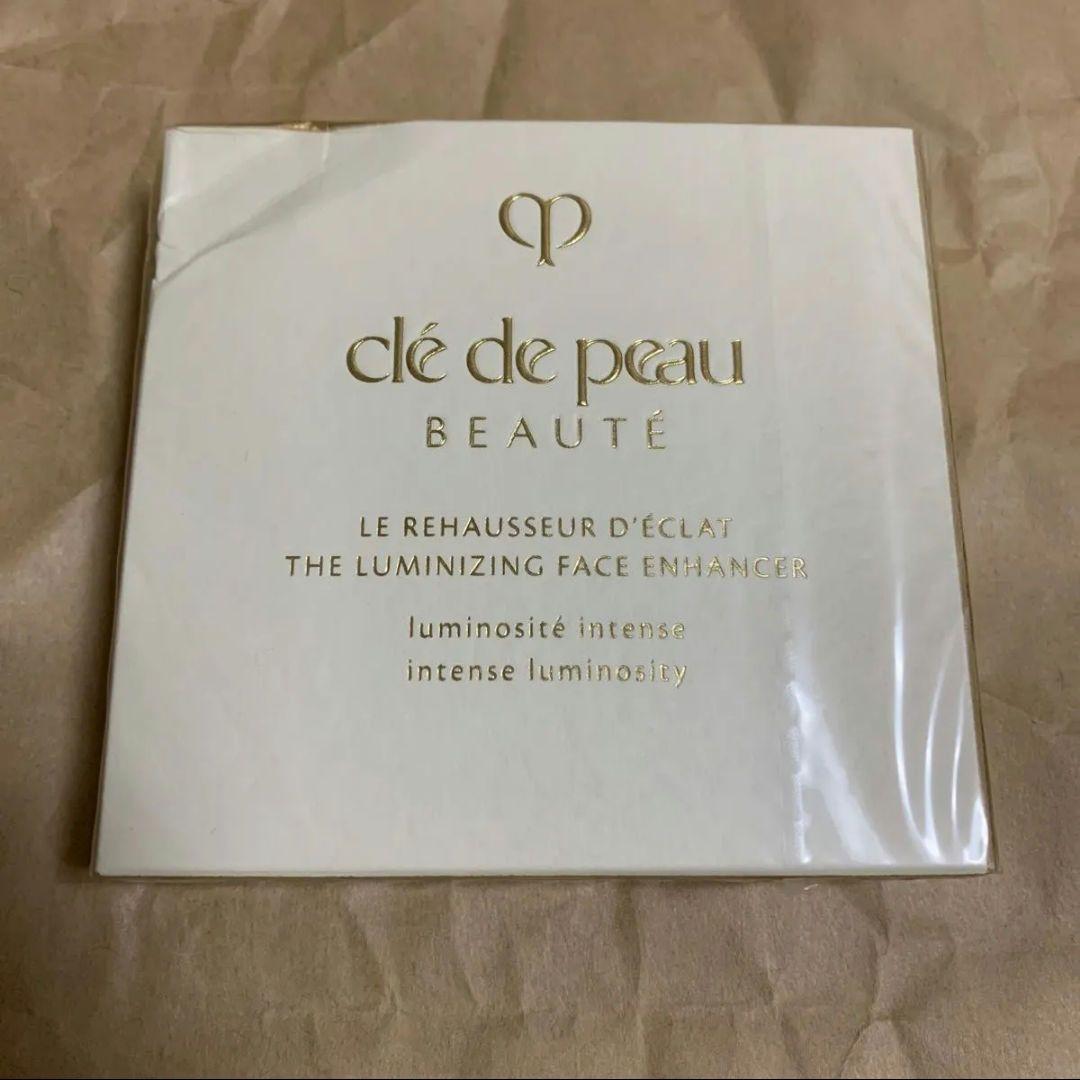 clé de peau
BEAUTÉ
LE REHAUSSEUR D'ÉCLAT
THE LUMINIZING FACE ENHANCER
luminosité intense
intense luminosity